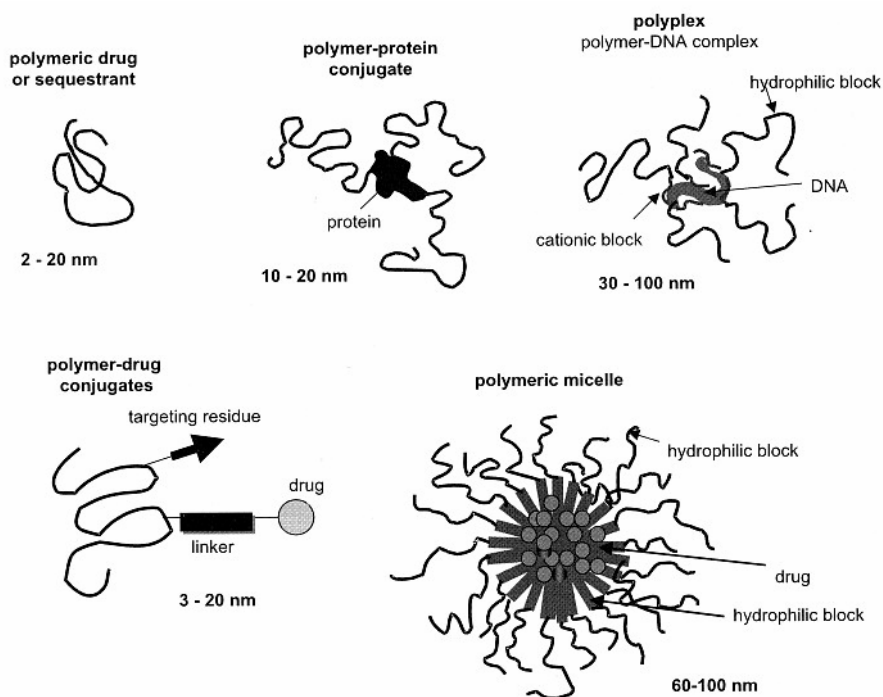 polymeric drug
or sequestrant
2 - 20 nm
polymer-protein
conjugate
protein
10 - 20 nm
polyplex
polymer-DNA complex
hydrophilic block
DNA
cationic block
30 - 100 nm
polymer-drug
conjugates
targeting residue
drug
linker
3 - 20 nm
polymeric micelle
hydrophilic block
drug
hydrophilic block
60-100 nm